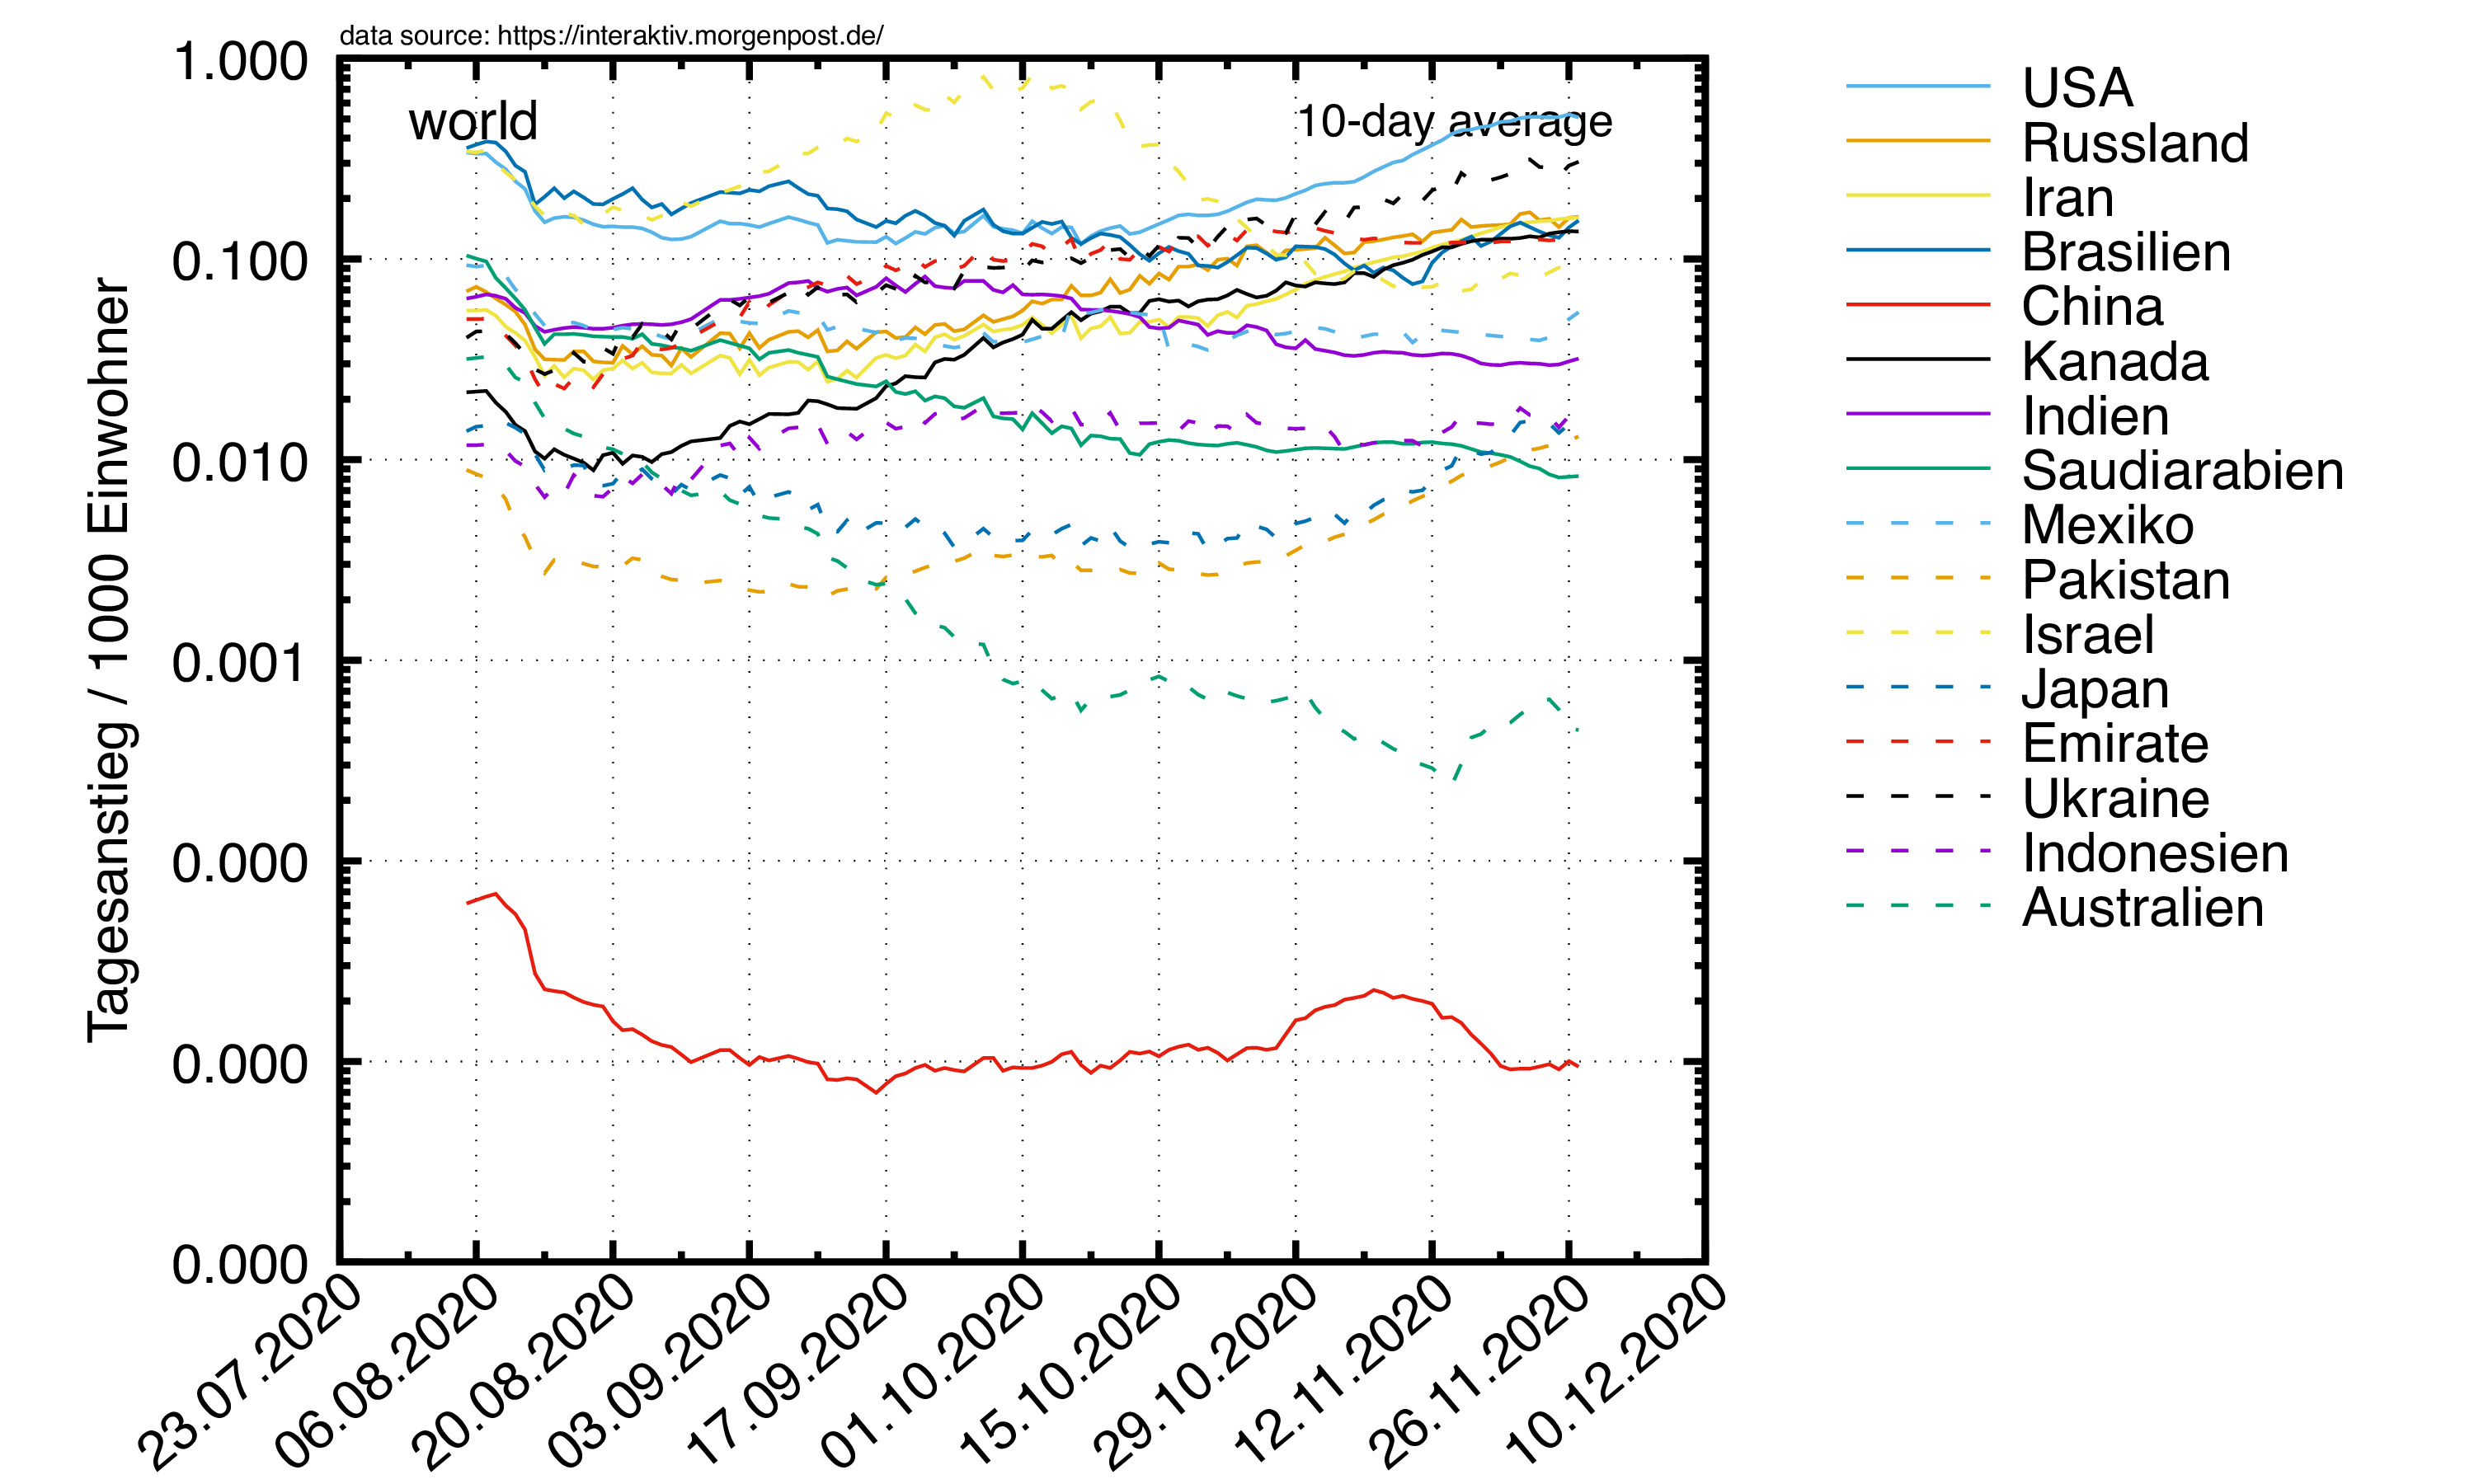 data source: https://interaktiv.morgenpost.de/
1.000
world
10-day average
0.100
0.010
0.001
0.000
0.000
0.000
Tagesanstieg / 1000 Einwohner
23.07.2020
06.08.2020
20.08.2020
03.09.2020
17.09.2020
01.10.2020
15.10.2020
29.10.2020
12.11.2020
26.11.2020
10.12.2020
USA
Russland
Iran
Brasilien
China
Kanada
Indien
Saudiarabien
Mexiko
Pakistan
Israel
Japan
Emirate
Ukraine
Indonesien
Australien